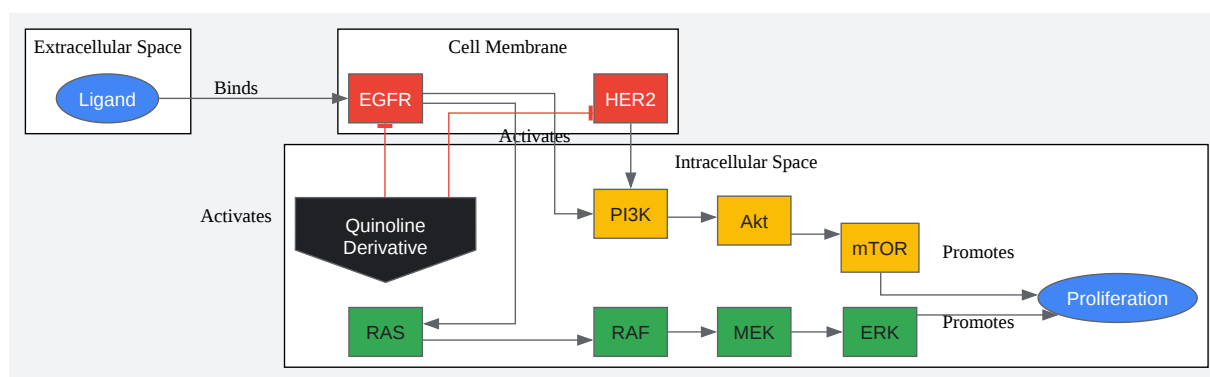 Extracellular Space
Cell Membrane
Ligand
Binds
EGFR
HER2
Activates
Intracellular Space
Activates
Quinoline
Derivative
PI3K
Akt
mTOR
Promotes
Proliferation
RAS
RAF
MEK
ERK
Promotes